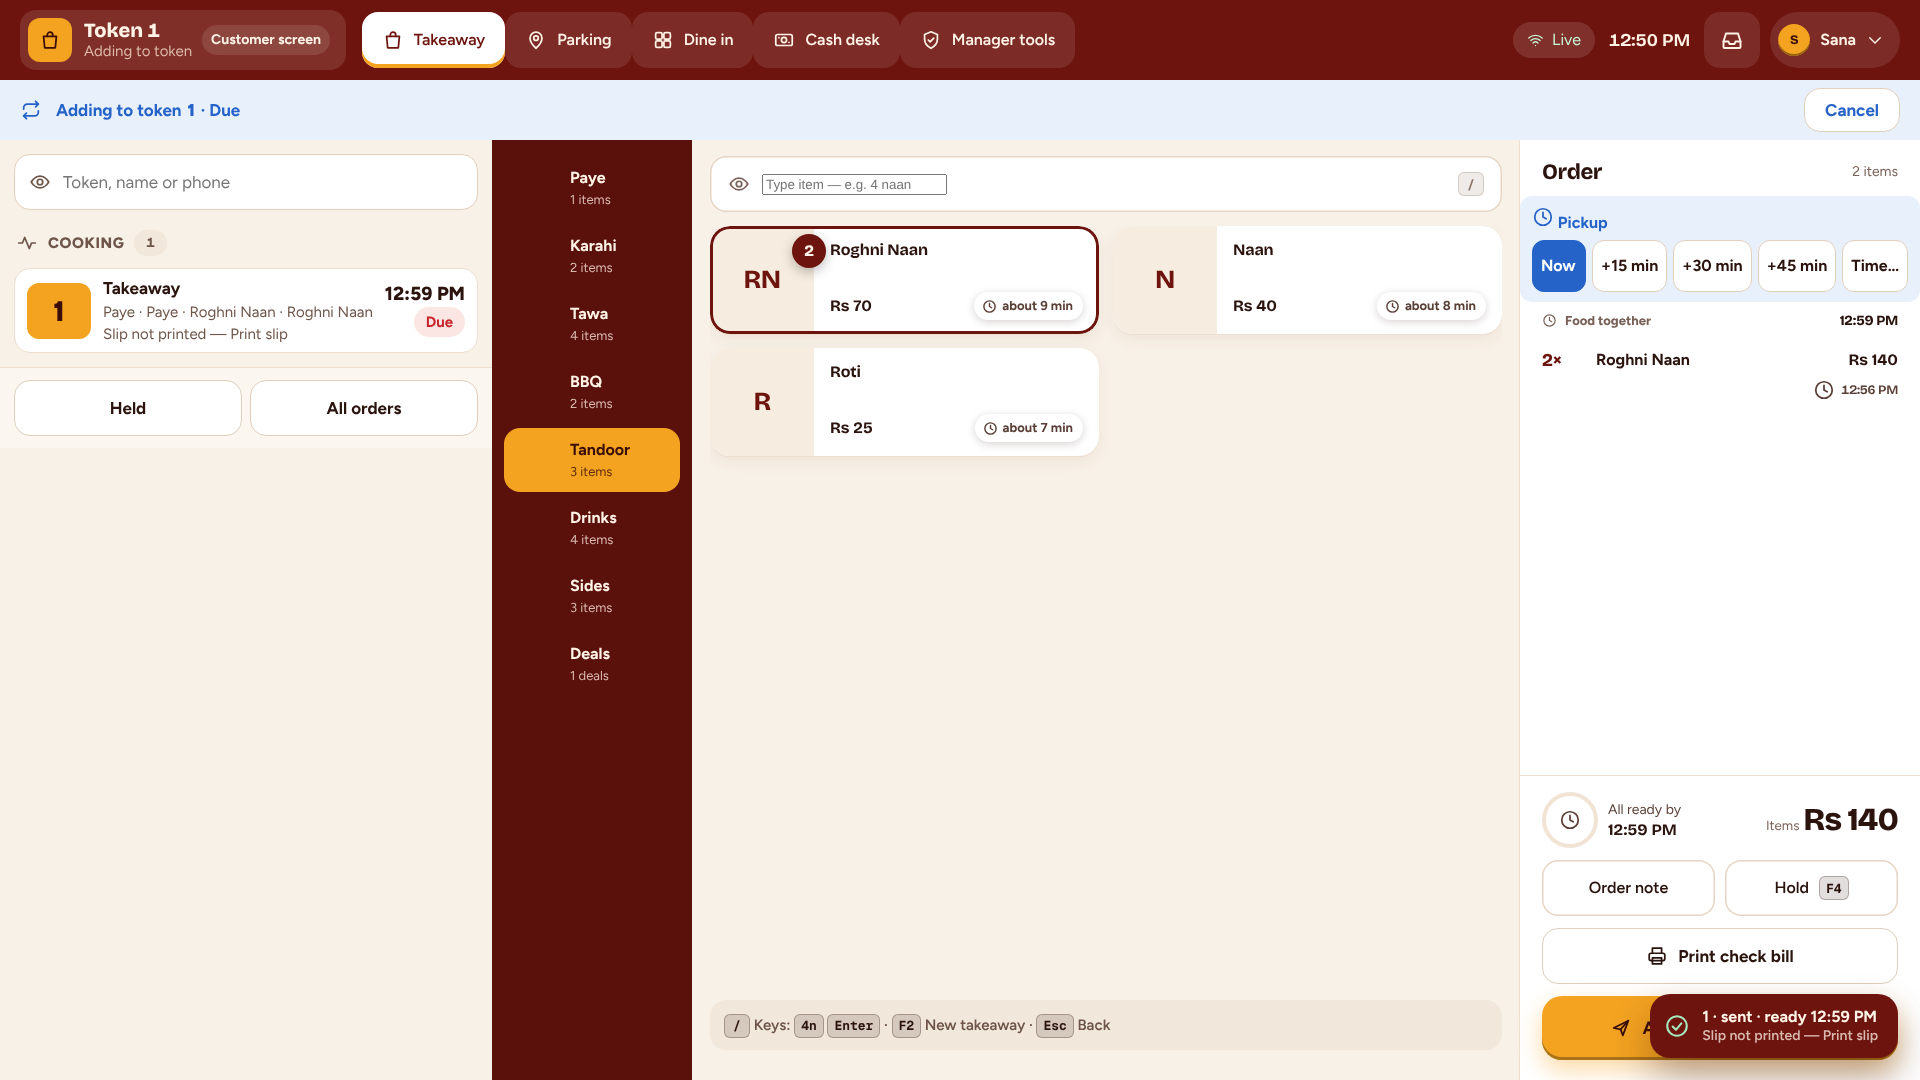 Token 1
Adding to token
Customer screen
Takeaway
Parking
Dine in
Cash desk
Manager tools
Live
12:50 PM
S
Sana
Adding to token 1 · Due
Cancel
Token, name or phone
COOKING 1
1
Takeaway
12:59 PM
Paye · Paye · Roghni Naan · Roghni Naan
Due
Slip not printed — Print slip
Held
All orders
Paye
1 items
Karahi
2 items
Tawa
4 items
BBQ
2 items
Tandoor
3 items
Drinks
4 items
Sides
3 items
Deals
1 deals
Type item — e.g. 4 naan
/
RN
2
Roghni Naan
Rs 70
about 9 min
N
Naan
Rs 40
about 8 min
R
Roti
Rs 25
about 7 min
/ Keys: 4n Enter · F2 New takeaway · Esc Back
Order
2 items
Pickup
Now
+15 min
+30 min
+45 min
Time...
Food together
12:59 PM
2×
Roghni Naan
Rs 140
12:56 PM
All ready by
12:59 PM
Items Rs 140
Order note
Hold F4
Print check bill
1 · sent · ready 12:59 PM
Slip not printed — Print slip